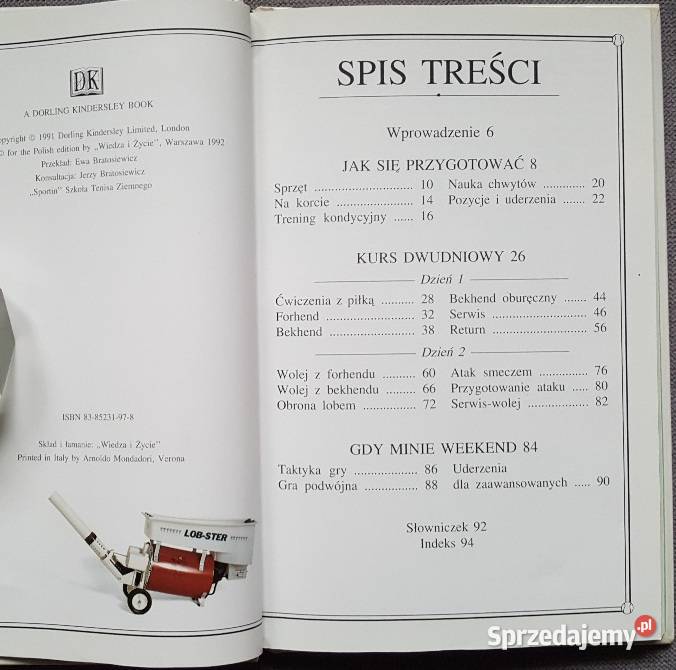 DK
A DORLING KINDERSLEY BOOK
opyright © 1991 Dorling Kindersley Limited, London
© for the Polish edition by „Wiedza i Życie”, Warszawa 1992
Przekład: Ewa Bratosiewicz
Konsultacja: Jerzy Bratosiewicz
„Sportin” Szkoła Tenisa Ziemnego
ISBN 83-85231-97-8
Skład i łamanie: „Wiedza i Życie”
Printed in Italy by Arnoldo Mondadori, Verona
LOB-STER
SPIS TREŚCI
Wprowadzenie 6
JAK SIĘ PRZYGOTOWAĆ 8
Sprzęt .............................. 10
Na korcie ....................... 14
Trening kondycyjny ...... 16
Nauka chwytów ............. 20
Pozycje i uderzenia ....... 22
KURS DWUDNIOWY 26
Dzień 1
Ćwiczenia z piłką .......... 28
Forhend ........................... 32
Bekhend .......................... 38
Bekhend oburęczny ....... 44
Serwis ............................. 46
Return ............................. 56
Dzień 2
Wolej z forhendu .......... 60
Wolej z bekhendu ......... 66
Obrona lobem ................ 72
Atak smeczem ............... 76
Przygotowanie ataku ..... 80
Serwis-wolej ................... 82
GDY MINIE WEEKEND 84
Taktyka gry ................... 86
Gra podwójna ................ 88
Uderzenia
dla zaawansowanych ..... 90
Słowniczek 92
Indeks 94
Sprzedajemy.pl